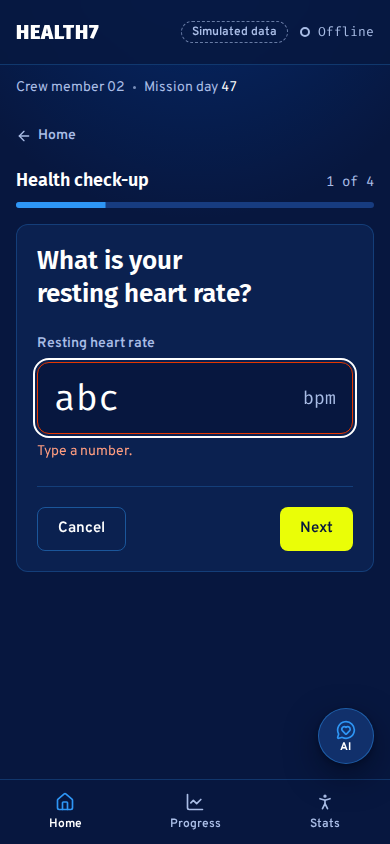 HEALTH7
Simulated data
Offline
Crew member 02 • Mission day 47
Home
Health check-up
1 of 4
What is your
resting heart rate?
Resting heart rate
abc
bpm
Type a number.
Cancel
Next
AI
Home
Progress
Stats